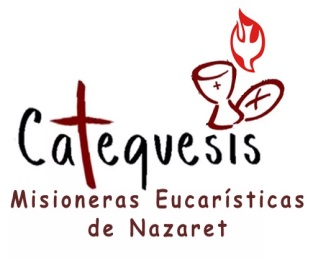 Catequesis
Misioneras Eucarísticas
de Nazaret